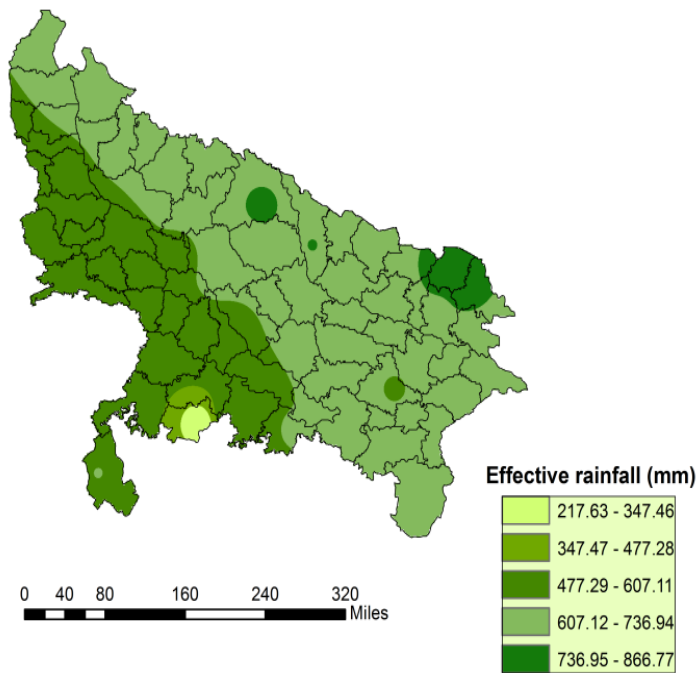 Effective rainfall (mm)
217.63 - 347.46
347.47 - 477.28
477.29 - 607.11
607.12 - 736.94
736.95 - 866.77
0 40 80 160 240 320
Miles